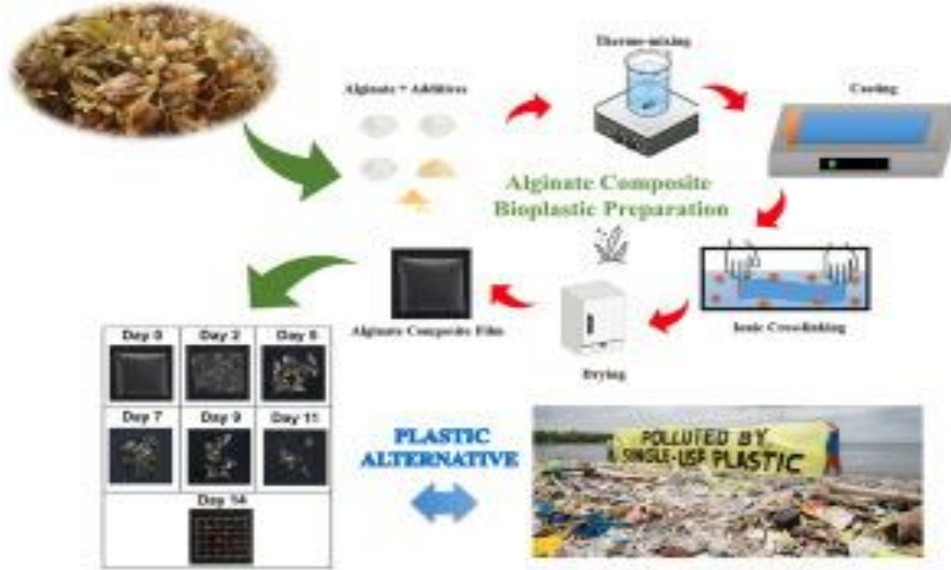 Thermo-mixing
Alginate + Additives
Casting
Alginate Composite
Bioplastic Preparation
Alginate Composite Film
Ionic Cross-linking
Drying
Day 0
Day 2
Day 5
Day 7
Day 9
Day 11
Day 14
PLASTIC
ALTERNATIVE
POLLUTED BY
SINGLE-USE PLASTIC